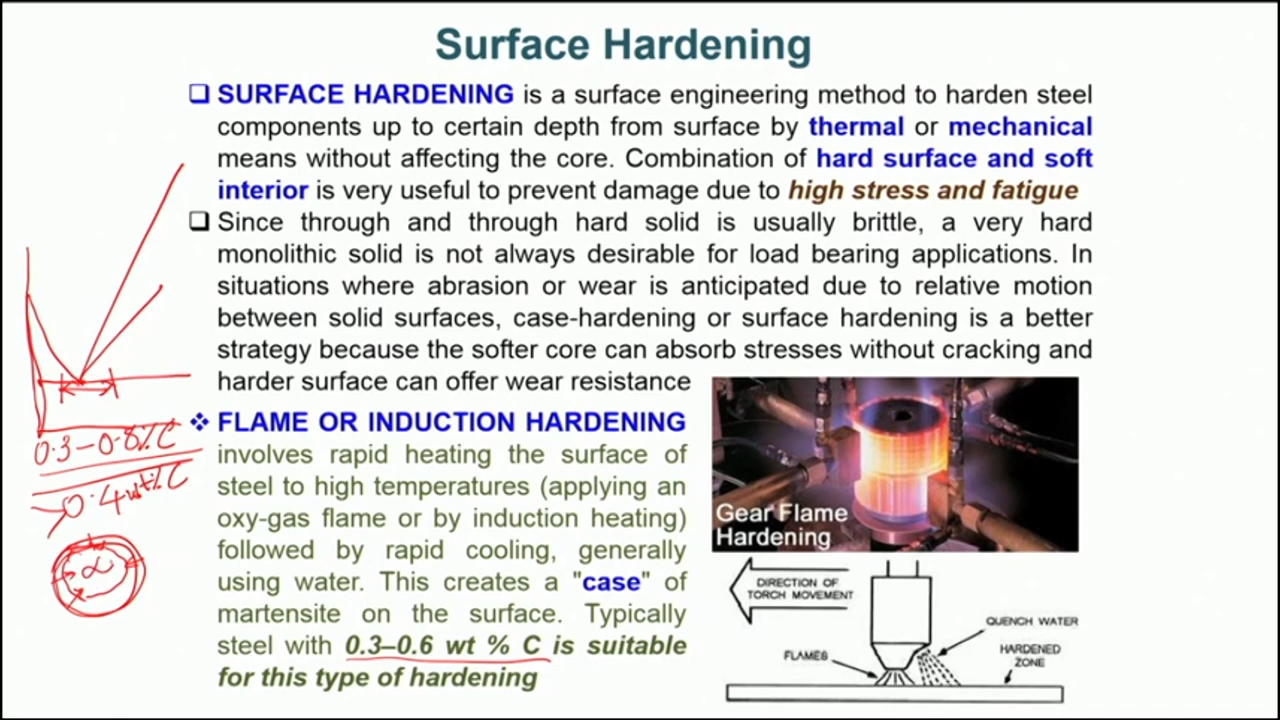 Surface Hardening
❑ SURFACE HARDENING is a surface engineering method to harden steel
components up to certain depth from surface by thermal or mechanical
means without affecting the core. Combination of hard surface and soft
interior is very useful to prevent damage due to high stress and fatigue
❑ Since through and through hard solid is usually brittle, a very hard
monolithic solid is not always desirable for load bearing applications. In
situations where abrasion or wear is anticipated due to relative motion
between solid surfaces, case-hardening or surface hardening is a better
strategy because the softer core can absorb stresses without cracking and
harder surface can offer wear resistance
❖ FLAME OR INDUCTION HARDENING
involves rapid heating the surface of
steel to high temperatures (applying an
oxy-gas flame or by induction heating)
followed by rapid cooling, generally
using water. This creates a "case" of
martensite on the surface. Typically
steel with 0.3–0.6 wt % C is suitable
for this type of hardening
0.3-0.8% C
0.4 wt% C
α
Gear Flame
Hardening
DIRECTION OF
TORCH MOVEMENT
QUENCH WATER
FLAMES
HARDENED
ZONE